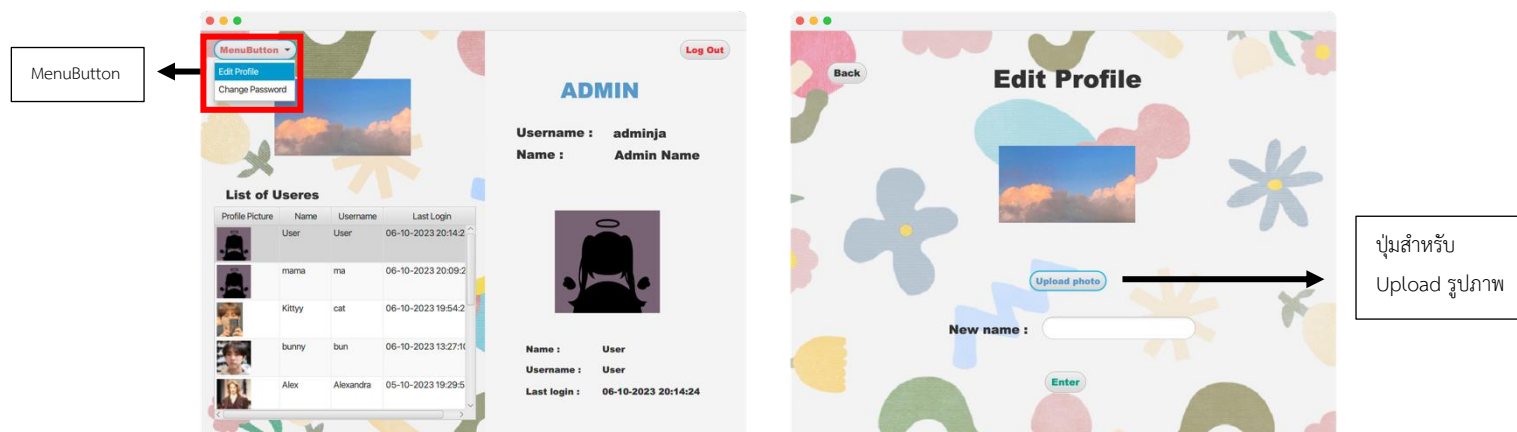 MenuButton
MenuButton
Edit Profile
Change Password
Log Out
ADMIN
Username : adminja
Name : Admin Name
List of Useres
Profile Picture Name Username Last Login
User User 06-10-2023 20:14:2
mama ma 06-10-2023 20:09:2
Kittyy cat 06-10-2023 19:54:2
bunny bun 06-10-2023 13:27:10
Alex Alexandra 05-10-2023 19:29:5
Name : User
Username : User
Last login : 06-10-2023 20:14:24
Back
Edit Profile
Upload photo
New name :
Enter
ปุ่มสำหรับ
Upload รูปภาพ